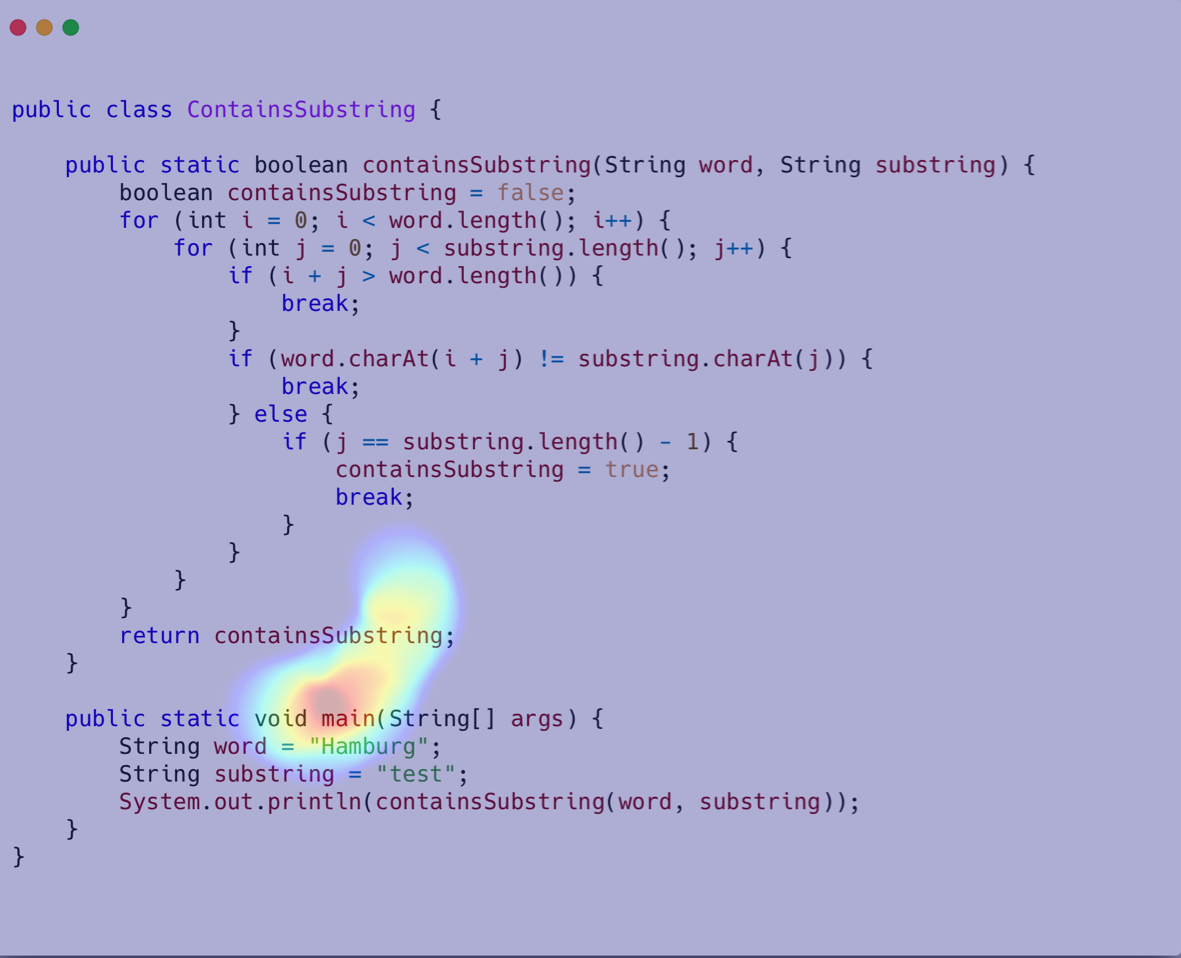 public class ContainsSubstring {
    public static boolean containsSubstring(String word, String substring) {
        boolean containsSubstring = false;
        for (int i = 0; i < word.length(); i++) {
            for (int j = 0; j < substring.length(); j++) {
                if (i + j > word.length()) {
                    break;
                }
                if (word.charAt(i + j) != substring.charAt(j)) {
                    break;
                } else {
                    if (j == substring.length() - 1) {
                        containsSubstring = true;
                        break;
                    }
                }
            }
        }
        return containsSubstring;
    }
    public static void main(String[] args) {
        String word = "Hamburg";
        String substring = "test";
        System.out.println(containsSubstring(word, substring));
    }
}